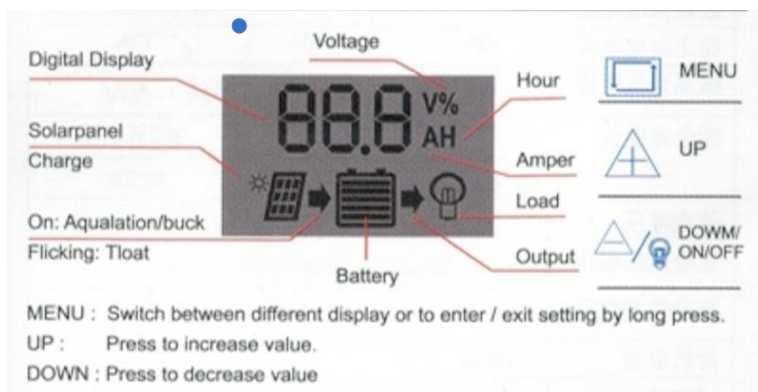 Voltage
Digital Display
Hour
MENU
88.8 V%
AH
Solarpanel
Charge
Amper
UP
Load
On: Aqualation/buck
Flicking: Tloat
Output
DOWM/
ON/OFF
Battery
MENU : Switch between different display or to enter / exit setting by long press.
UP : Press to increase value.
DOWN : Press to decrease value